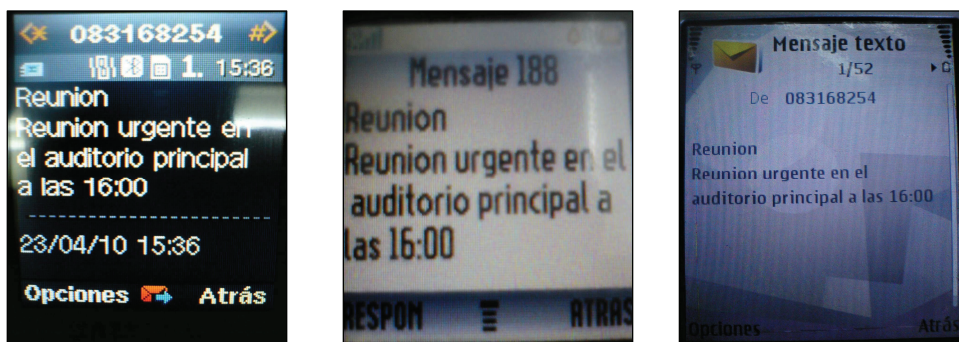 083168254
1. 15:36
Reunion
Reunion urgente en
el auditorio principal
a las 16:00
23/04/10 15:36
Opciones Atrás
Mensaje 188
Reunion
Reunion urgente en el
auditorio principal a
las 16:00
RESPON ATRAS
Mensaje texto
1/52
De 083168254
Reunion
Reunion urgente en el
auditorio principal a las 16:00
Opciones Atrás